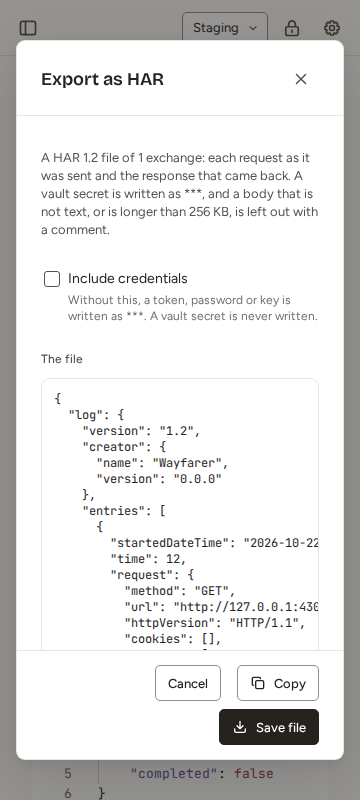 Staging
Export as HAR
A HAR 1.2 file of 1 exchange: each request as it
was sent and the response that came back. A
vault secret is written as ***, and a body that is
not text, or is longer than 256 KB, is left out with
a comment.
Include credentials
Without this, a token, password or key is
written as ***. A vault secret is never written.
The file
{
"log": {
"version": "1.2",
"creator": {
"name": "Wayfarer",
"version": "0.0.0"
},
"entries": [
{
"startedDateTime": "2026-10-22
"time": 12,
"request": {
"method": "GET",
"url": "http://127.0.0.1:430
"httpVersion": "HTTP/1.1",
"cookies": [],
Cancel
Copy
Save file
5 "completed": false
6 }